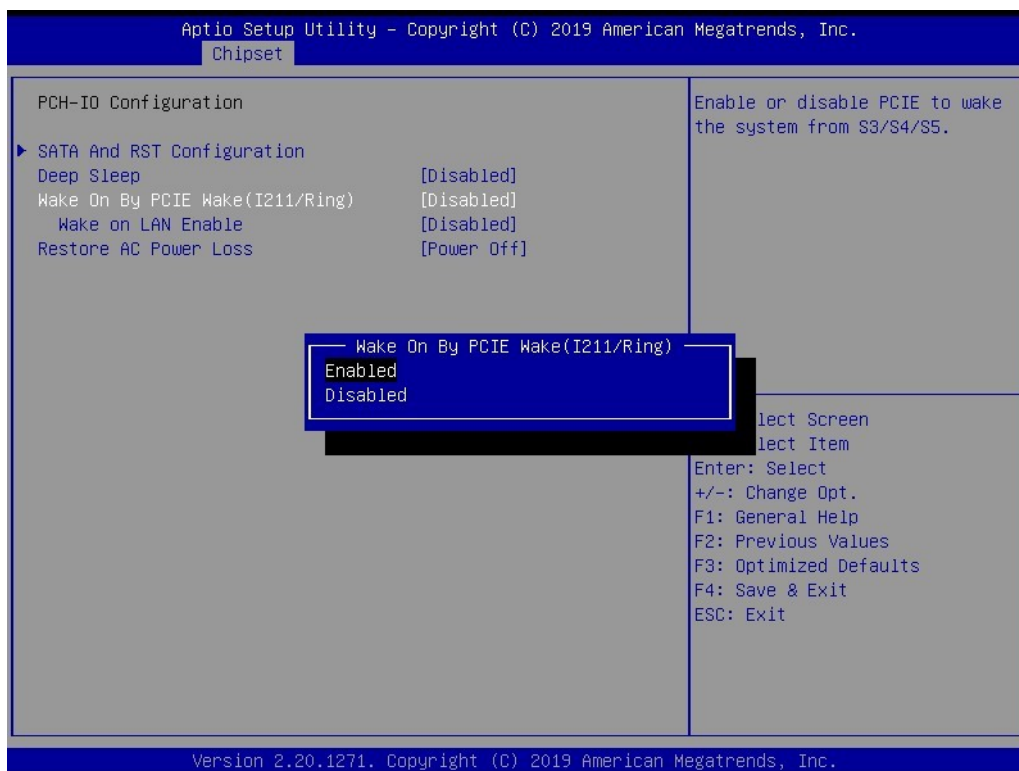 Aptio Setup Utility – Copyright (C) 2019 American Megatrends, Inc.
Chipset
PCH-IO Configuration
SATA And RST Configuration
Deep Sleep [Disabled]
Wake On By PCIE Wake(I211/Ring) [Disabled]
Wake on LAN Enable [Disabled]
Restore AC Power Loss [Power Off]
Enable or disable PCIE to wake
the system from S3/S4/S5.
Wake On By PCIE Wake(I211/Ring)
Enabled
Disabled
lect Screen
lect Item
Enter: Select
+/-: Change Opt.
F1: General Help
F2: Previous Values
F3: Optimized Defaults
F4: Save & Exit
ESC: Exit
Version 2.20.1271. Copyright (C) 2019 American Megatrends, Inc.